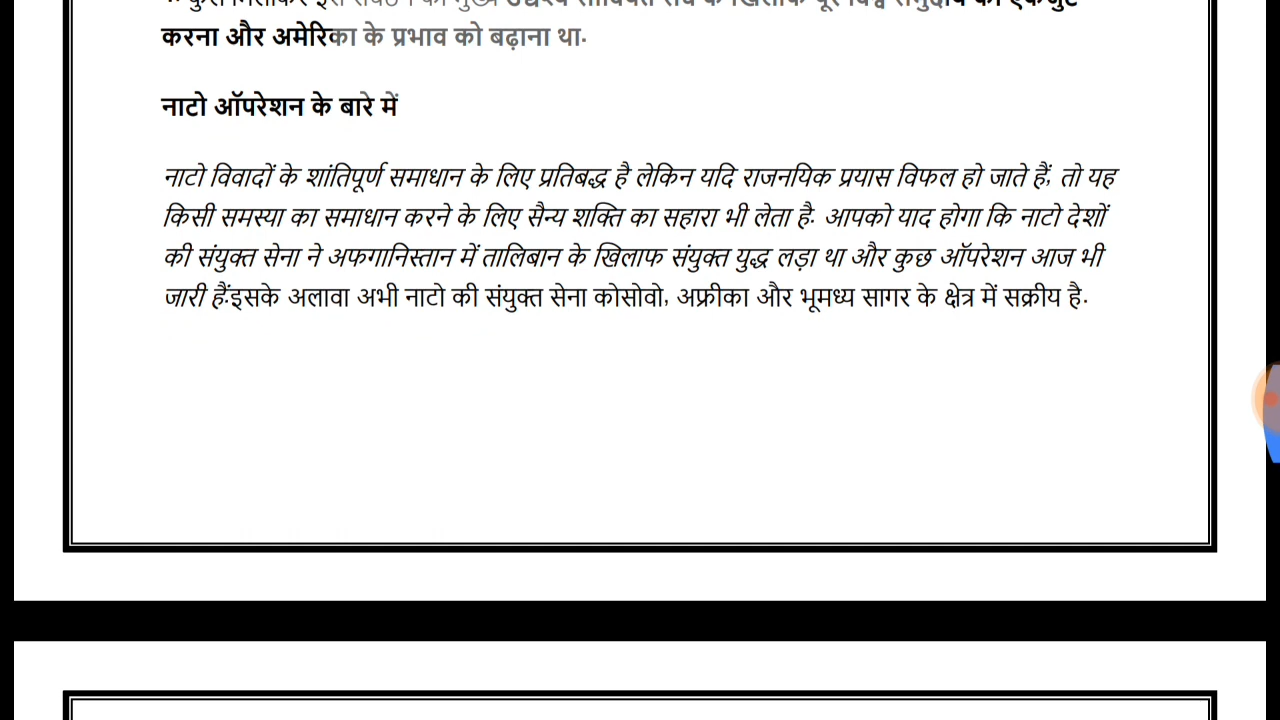 करना और अमेरिका के प्रभाव को बढ़ाना था.
नाटो ऑपरेशन के बारे में
नाटो विवादों के शांतिपूर्ण समाधान के लिए प्रतिबद्ध है लेकिन यदि राजनयिक प्रयास विफल हो जाते हैं, तो यह
किसी समस्या का समाधान करने के लिए सैन्य शक्ति का सहारा भी लेता है. आपको याद होगा कि नाटो देशों
की संयुक्त सेना ने अफगानिस्तान में तालिबान के खिलाफ संयुक्त युद्ध लड़ा था और कुछ ऑपरेशन आज भी
जारी हैं.इसके अलावा अभी नाटो की संयुक्त सेना कोसोवो, अफ्रीका और भूमध्य सागर के क्षेत्र में सक्रीय है.